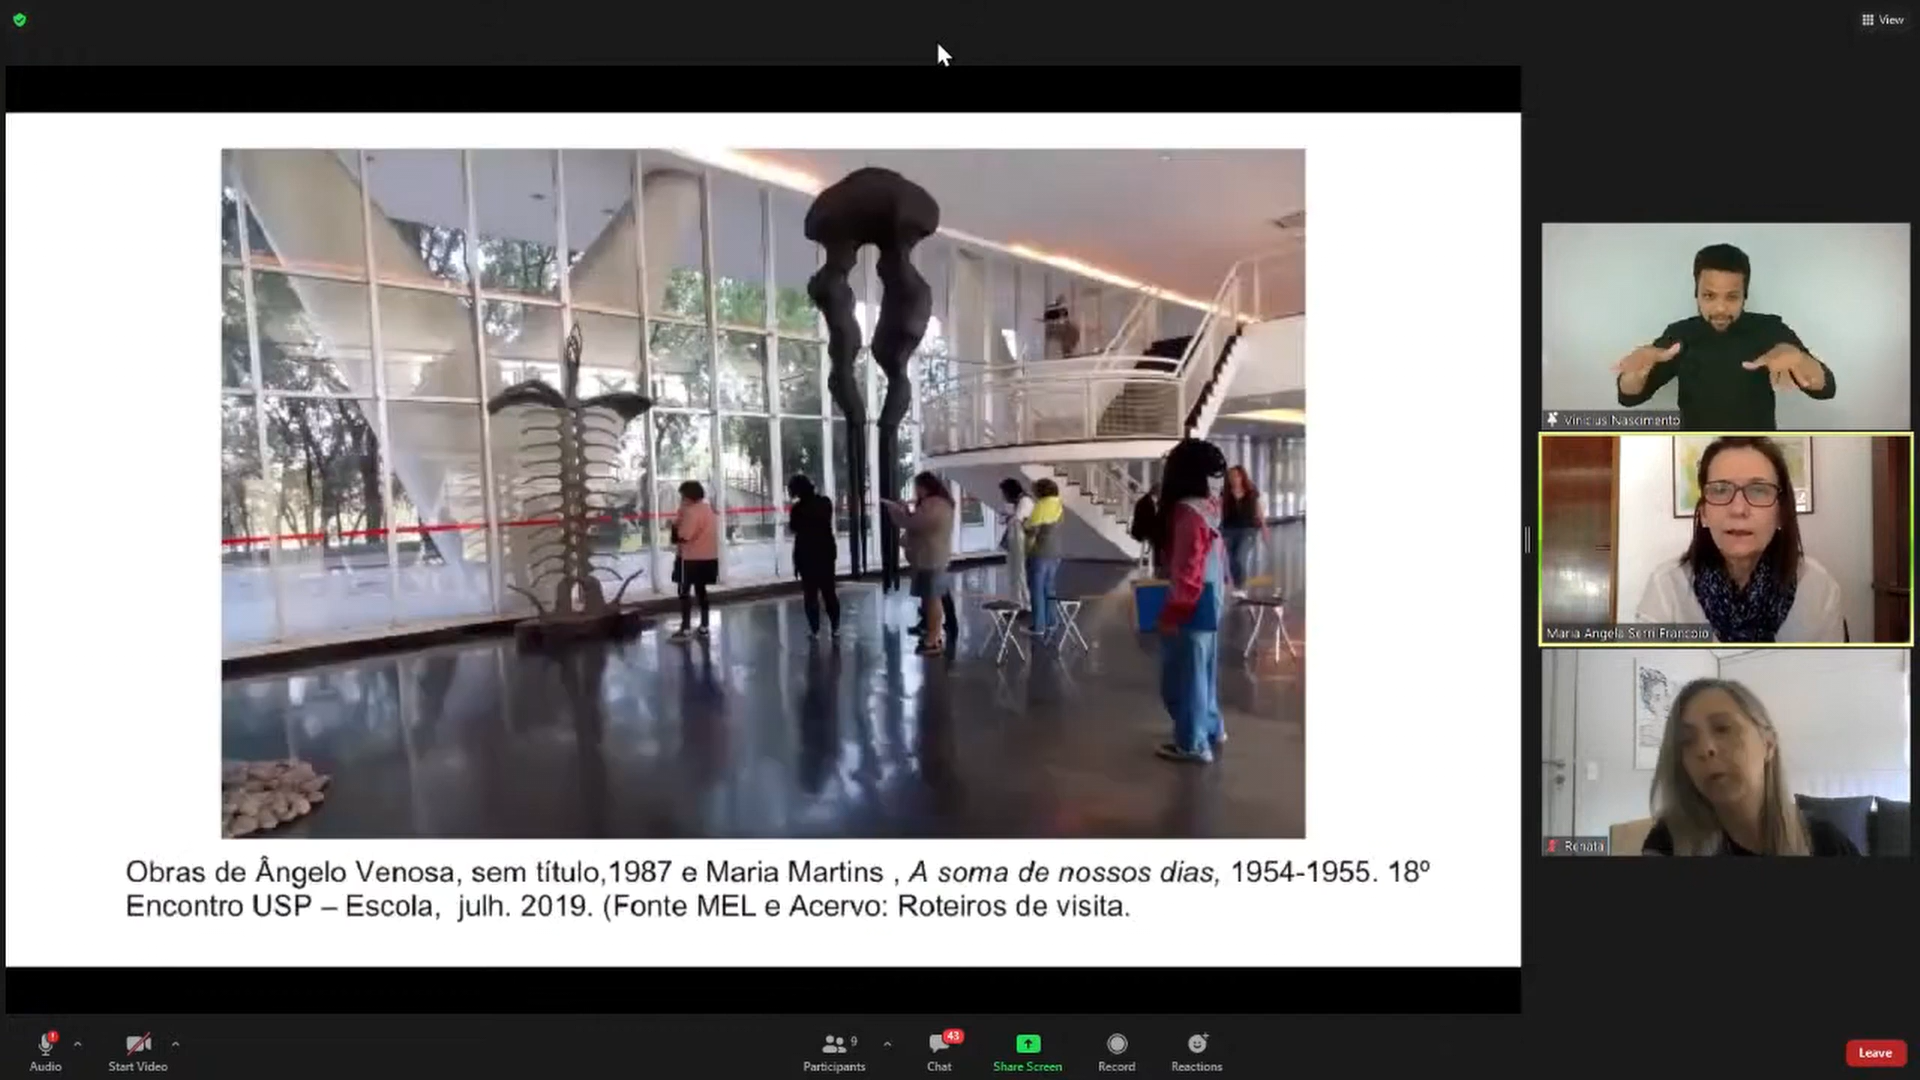 View
Obras de Ângelo Venosa, sem título,1987 e Maria Martins , A soma de nossos dias, 1954-1955. 18º
Encontro USP – Escola, julh. 2019. (Fonte MEL e Acervo: Roteiros de visita.
Vinicius Nascimento
Maria Angela Serri Francoio
Renata
Audio
Start Video
9
Participants
43
Chat
Share Screen
Record
Reactions
Leave